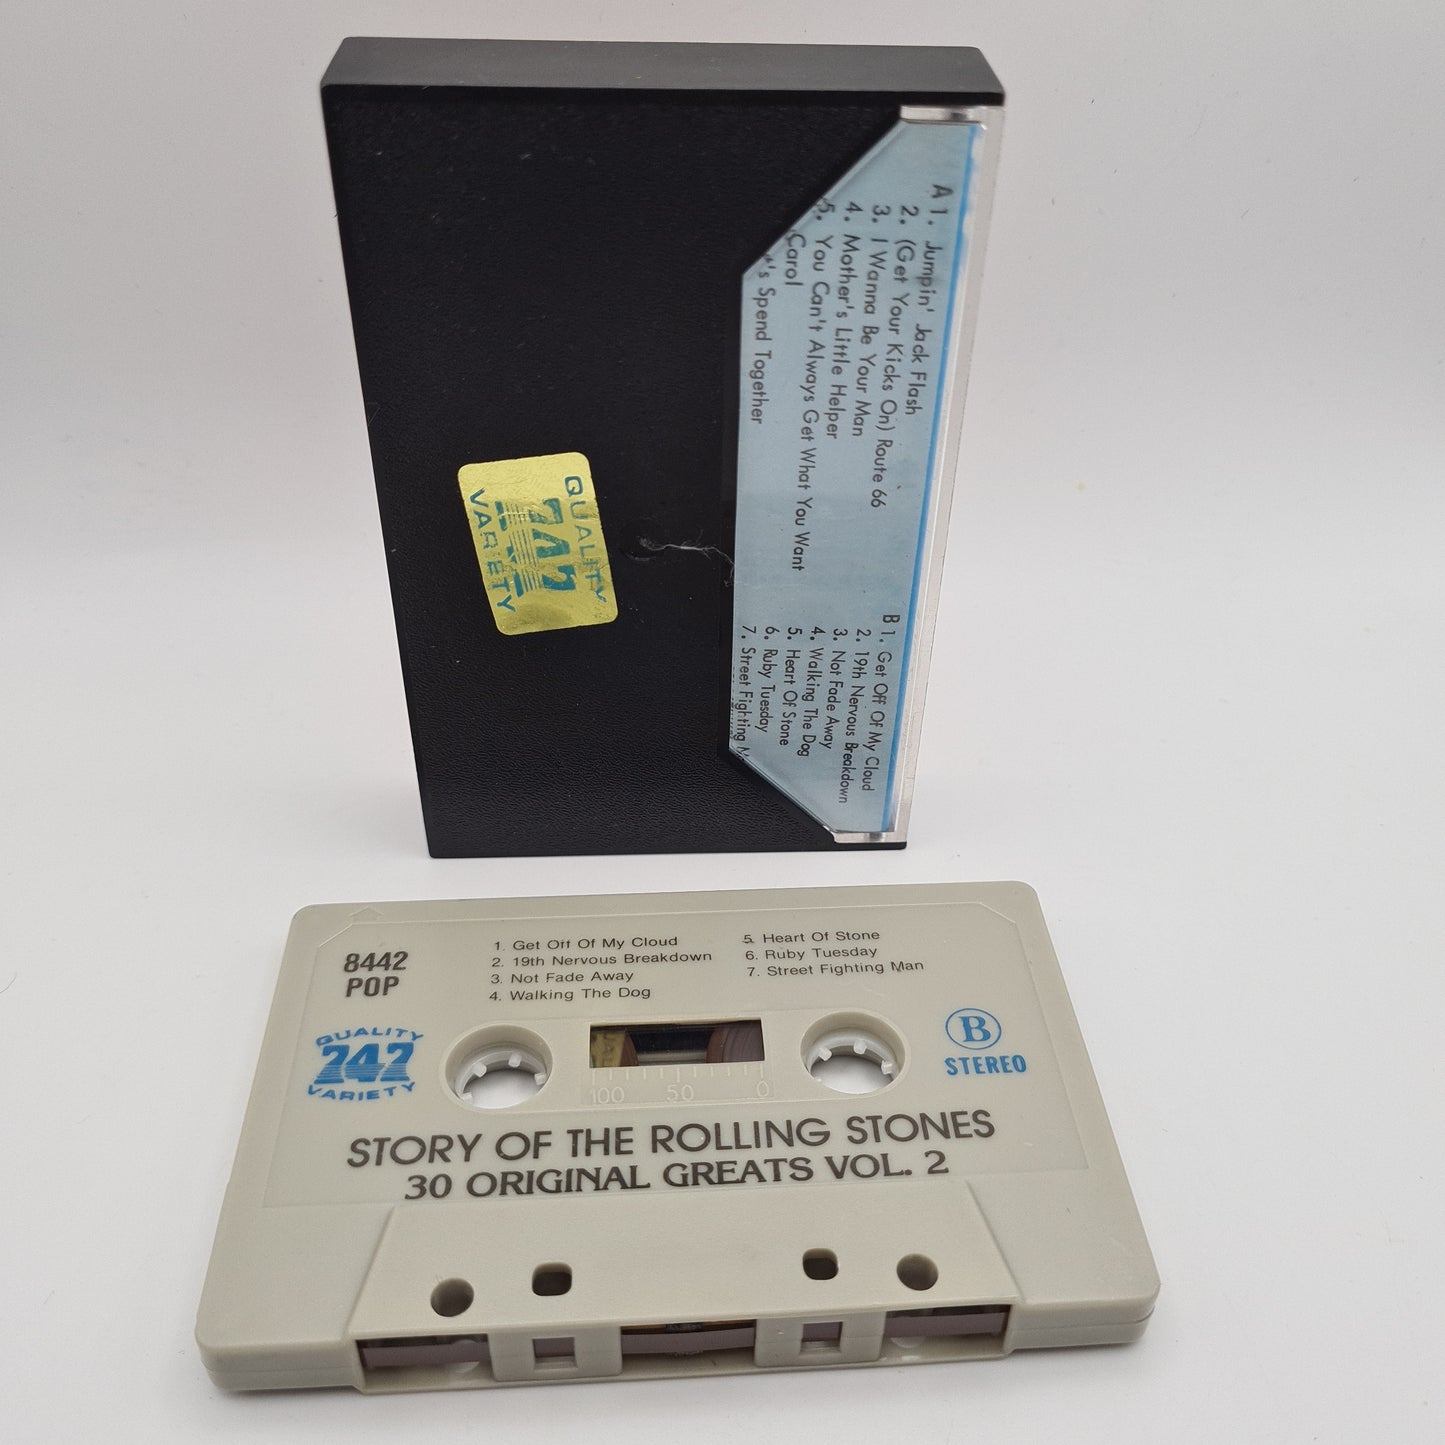 A 1. Jumpin' Jack Flash
2. (Get Your Kicks On) Route 66
3. I Wanna Be Your Man
4. Mother's Little Helper
5. You Can't Always Get What You Want
Carol
's Spend Together
B 1. Get Off Of My Cloud
2. 19th Nervous Breakdown
3. Not Fade Away
4. Walking The Dog
5. Heart Of Stone
6. Ruby Tuesday
7. Street Fighting
QUALITY
747
VARIETY
8442
POP
1. Get Off Of My Cloud
2. 19th Nervous Breakdown
3. Not Fade Away
4. Walking The Dog
5. Heart Of Stone
6. Ruby Tuesday
7. Street Fighting Man
QUALITY
747
VARIETY
B
STEREO
100 50 0
STORY OF THE ROLLING STONES
30 ORIGINAL GREATS VOL. 2